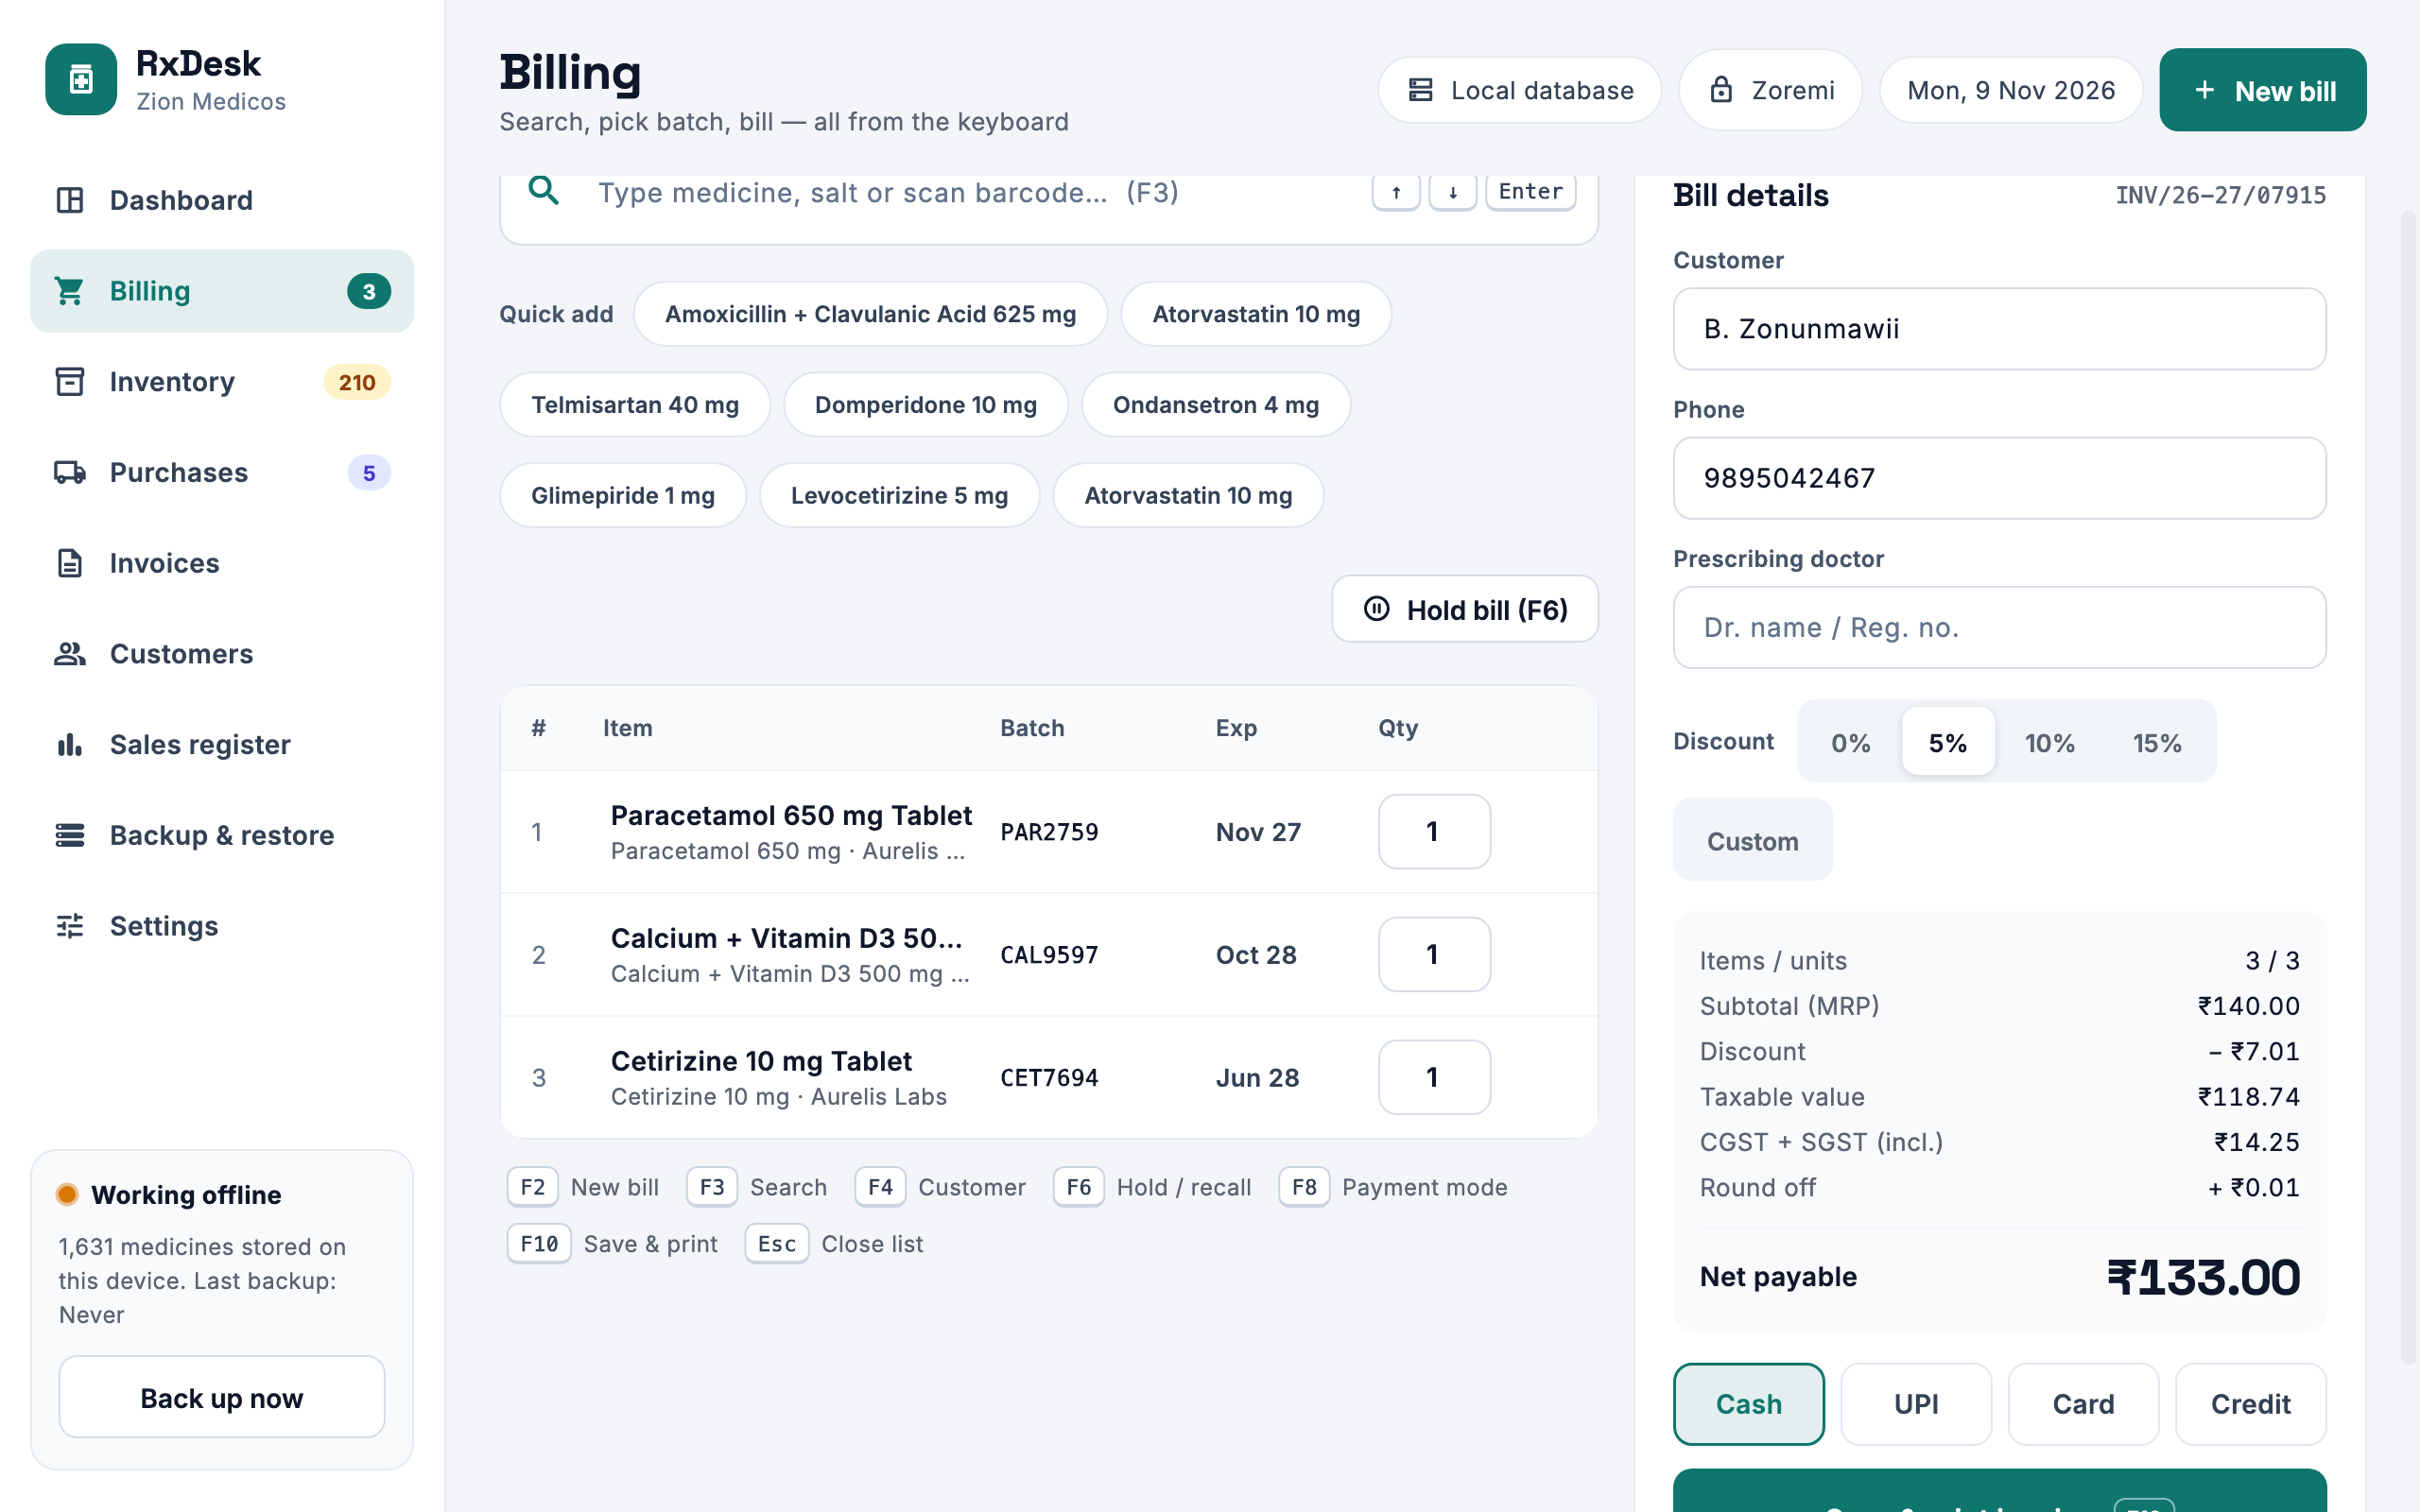 RxDesk
Zion Medicos
Dashboard
Billing 3
Inventory 210
Purchases 5
Invoices
Customers
Sales register
Backup & restore
Settings
Working offline
1,631 medicines stored on
this device. Last backup:
Never
Back up now
Billing
Search, pick batch, bill — all from the keyboard
Local database
Zoremi
Mon, 9 Nov 2026
+ New bill
Type medicine, salt or scan barcode... (F3)
↑ ↓ Enter
Quick add Amoxicillin + Clavulanic Acid 625 mg Atorvastatin 10 mg
Telmisartan 40 mg Domperidone 10 mg Ondansetron 4 mg
Glimepiride 1 mg Levocetirizine 5 mg Atorvastatin 10 mg
Hold bill (F6)
# Item Batch Exp Qty
1 Paracetamol 650 mg Tablet PAR2759 Nov 27 1
Paracetamol 650 mg · Aurelis ...
2 Calcium + Vitamin D3 50... CAL9597 Oct 28 1
Calcium + Vitamin D3 500 mg ...
3 Cetirizine 10 mg Tablet CET7694 Jun 28 1
Cetirizine 10 mg · Aurelis Labs
F2 New bill F3 Search F4 Customer F6 Hold / recall F8 Payment mode
F10 Save & print Esc Close list
Bill details INV/26-27/07915
Customer
B. Zonunmawii
Phone
9895042467
Prescribing doctor
Dr. name / Reg. no.
Discount 0% 5% 10% 15%
Custom
Items / units 3 / 3
Subtotal (MRP) ₹140.00
Discount – ₹7.01
Taxable value ₹118.74
CGST + SGST (incl.) ₹14.25
Round off + ₹0.01
Net payable ₹133.00
Cash UPI Card Credit